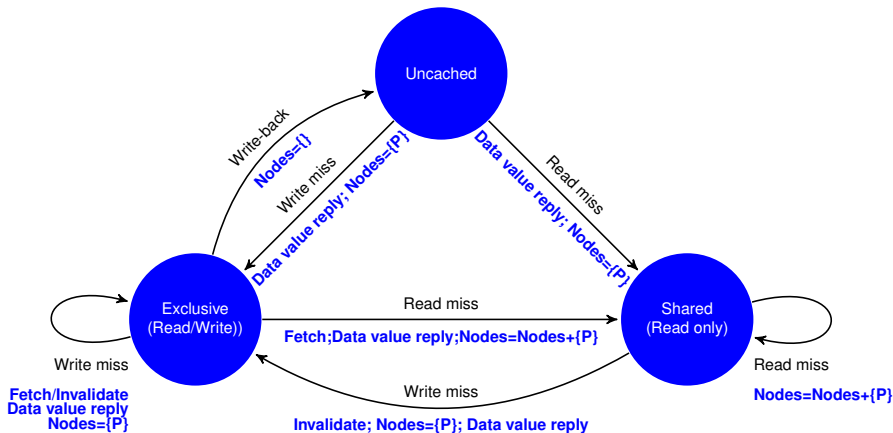 Uncached
Write-back
Nodes={}
Write miss
Data value reply; Nodes={P}
Read miss
Data value reply; Nodes={P}
Exclusive
(Read/Write))
Read miss
Fetch;Data value reply;Nodes=Nodes+{P}
Shared
(Read only)
Write miss
Fetch/Invalidate
Data value reply
Nodes={P}
Write miss
Invalidate; Nodes={P}; Data value reply
Read miss
Nodes=Nodes+{P}